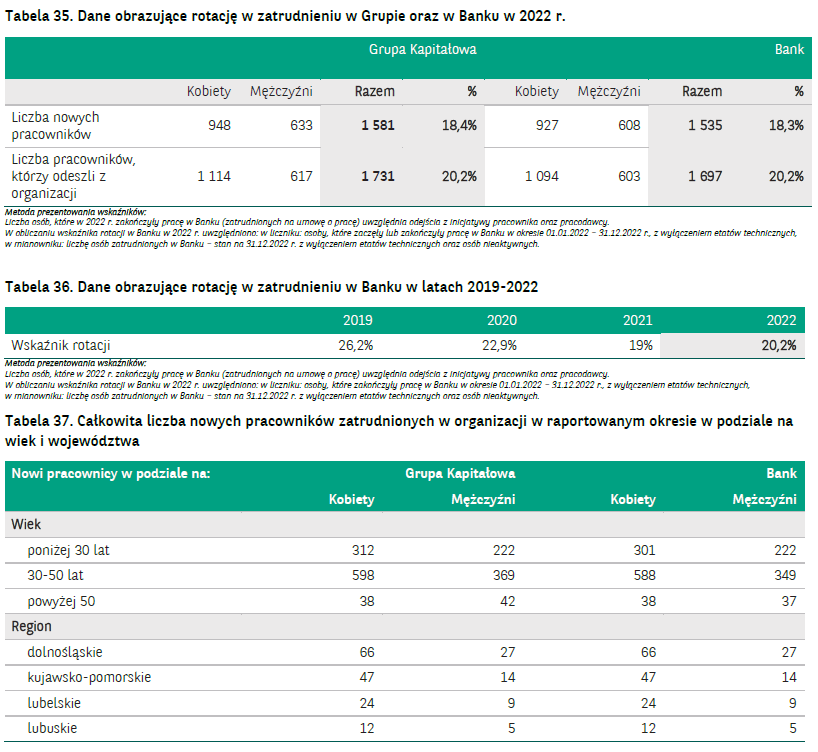 Tabela 35. Dane obrazujące rotację w zatrudnieniu w Grupie oraz w Banku w 2022 r.
Grupa Kapitałowa Bank
Kobiety Mężczyźni Razem % Kobiety Mężczyźni Razem %
Liczba nowych
pracowników 948 633 1 581 18,4% 927 608 1 535 18,3%
Liczba pracowników,
którzy odeszli z
organizacji 1 114 617 1 731 20,2% 1 094 603 1 697 20,2%
Metoda prezentowania wskaźników:
Liczba osób, które w 2022 r. zakończyły pracę w Banku (zatrudnionych na umowę o pracę) uwzględnia odejścia z inicjatywy pracownika oraz pracodawcy.
W obliczaniu wskaźnika rotacji w Banku w 2022 r. uwzględniono: w liczniku: osoby, które zaczęły lub zakończyły pracę w Banku w okresie 01.01.2022 – 31.12.2022 r., z wyłączeniem etatów technicznych,
w mianowniku: liczbę osób zatrudnionych w Banku – stan na 31.12.2022 r. z wyłączeniem etatów technicznych oraz osób nieaktywnych.
Tabela 36. Dane obrazujące rotację w zatrudnieniu w Banku w latach 2019-2022
2019 2020 2021 2022
Wskaźnik rotacji 26,2% 22,9% 19% 20,2%
Metoda prezentowania wskaźników:
Liczba osób, które w 2022 r. zakończyły pracę w Banku (zatrudnionych na umowę o pracę) uwzględnia odejścia z inicjatywy pracownika oraz pracodawcy.
W obliczaniu wskaźnika rotacji w Banku w 2022 r. uwzględniono: w liczniku: osoby, które zakończyły pracę w Banku w okresie 01.01.2022 – 31.12.2022 r., z wyłączeniem etatów technicznych,
w mianowniku: liczbę osób zatrudnionych w Banku – stan na 31.12.2022 r. z wyłączeniem etatów technicznych oraz osób nieaktywnych.
Tabela 37. Całkowita liczba nowych pracowników zatrudnionych w organizacji w raportowanym okresie w podziale na
wiek i województwa
Nowi pracownicy w podziale na: Grupa Kapitałowa Bank
Kobiety Mężczyźni Kobiety Mężczyźni
Wiek
poniżej 30 lat 312 222 301 222
30-50 lat 598 369 588 349
powyżej 50 38 42 38 37
Region
dolnośląskie 66 27 66 27
kujawsko-pomorskie 47 14 47 14
lubelskie 24 9 24 9
lubuskie 12 5 12 5